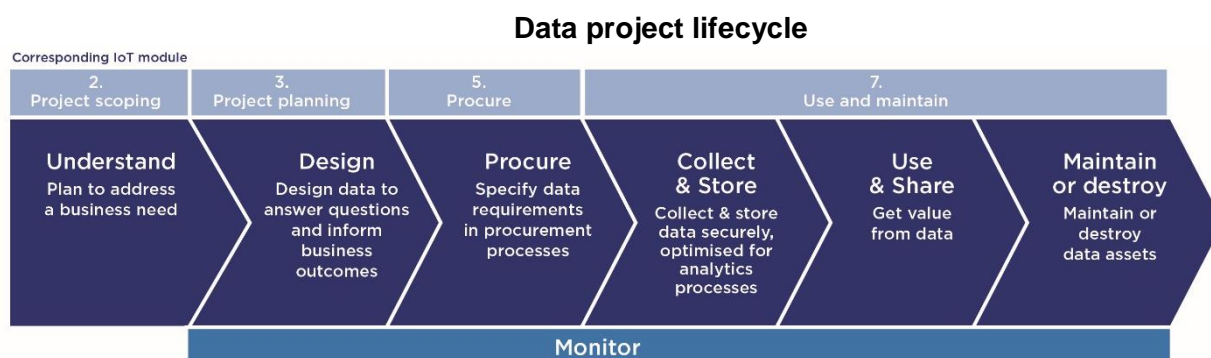 Data project lifecycle
Corresponding IoT module
2.
Project scoping
3.
Project planning
5.
Procure
7.
Use and maintain
Understand
Plan to address
a business need
Design
Design data to
answer questions
and inform
business
outcomes
Procure
Specify data
requirements
in procurement
processes
Collect
& Store
Collect & store
data securely,
optimised for
analytics
processes
Use
& Share
Get value
from data
Maintain
or destroy
Maintain or
destroy
data assets
Monitor